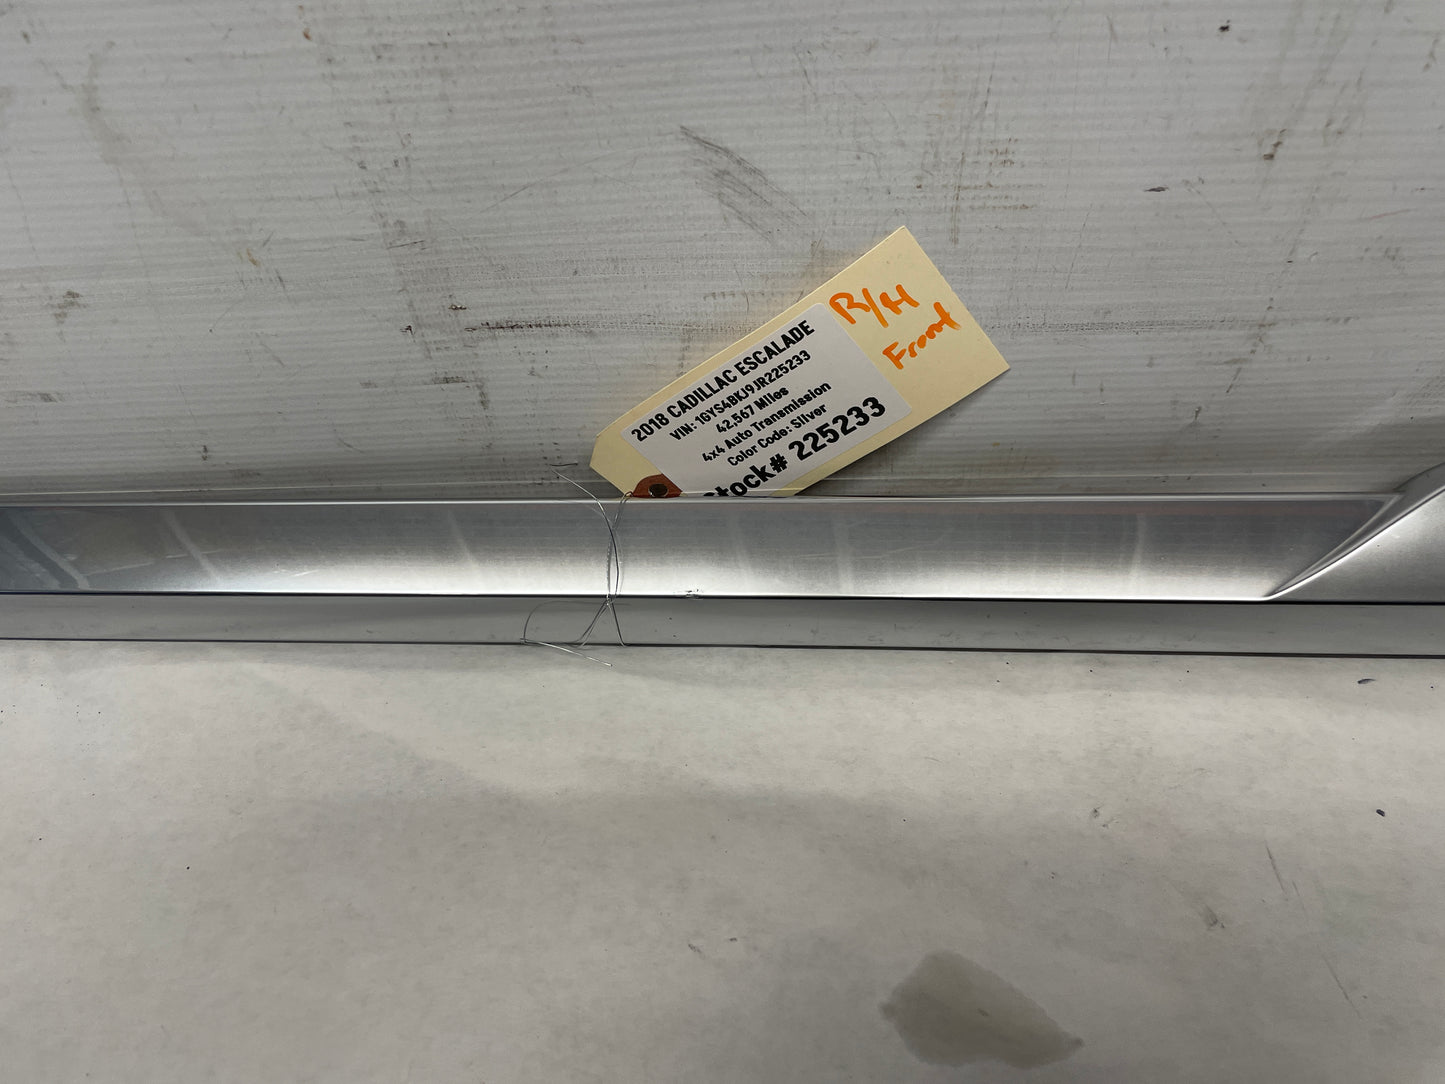 2018 CADILLAC ESCALADE
VIN: 1GYS4BKJ9JR225233
42,567 Miles
4x4 Auto Transmission
Color Code: Silver
Stock# 225233
R/H
Front